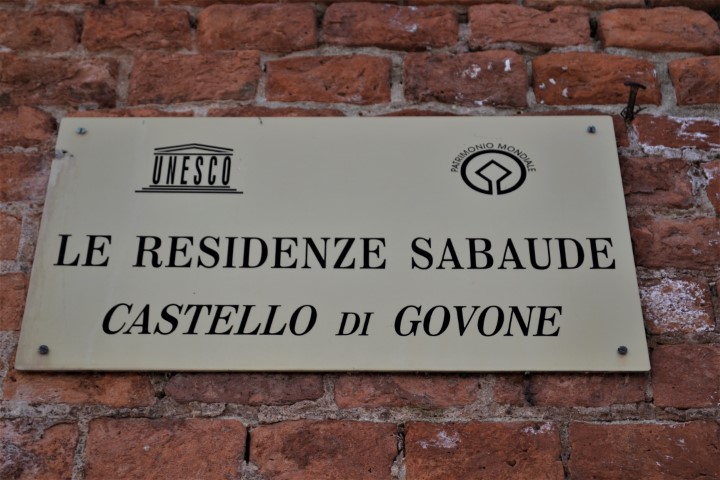 UNESCO
PATRIMONIO MONDIALE
LE RESIDENZE SABAUDE
CASTELLO DI GOVONE